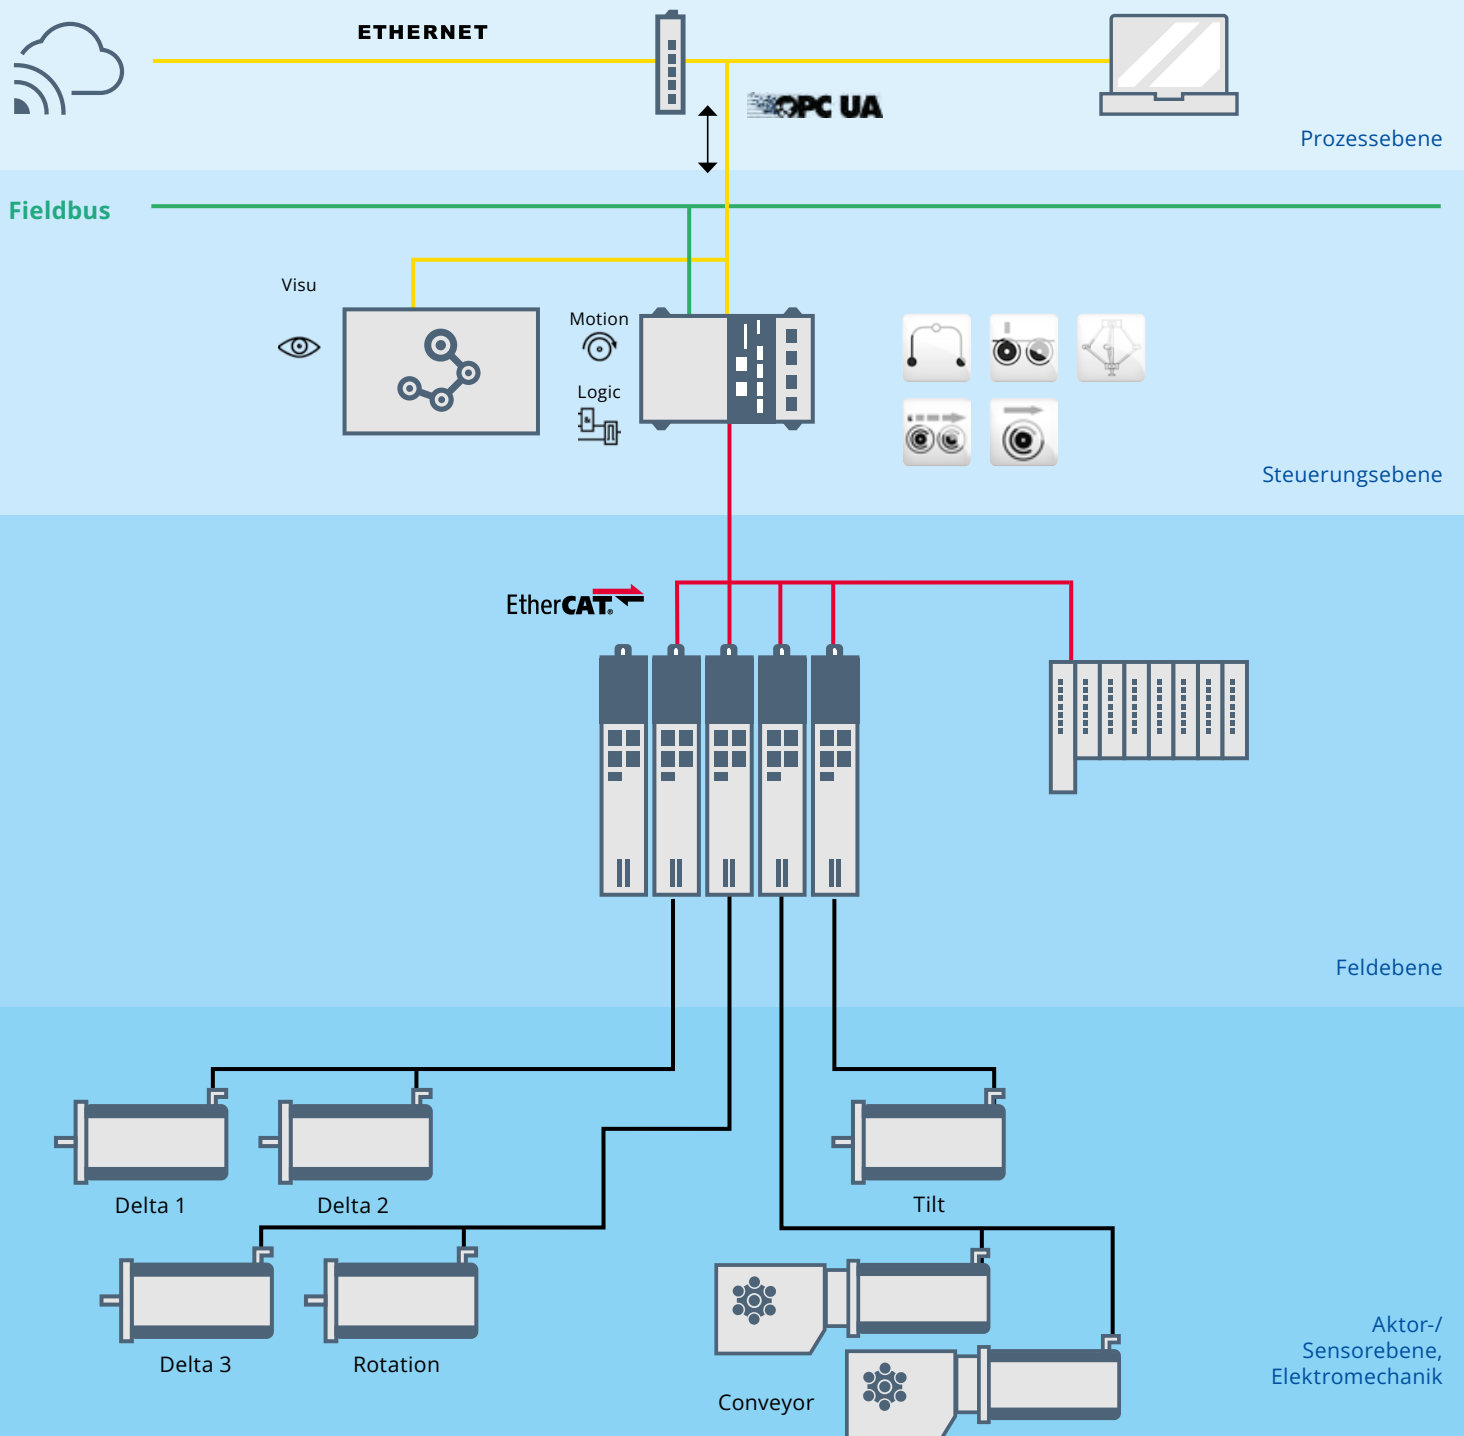 ETHERNET
OPC UA
Prozessebene
Fieldbus
Visu
Motion
Logic
Steuerungsebene
EtherCAT®
Feldebene
Delta 1
Delta 2
Tilt
Delta 3
Rotation
Conveyor
Aktor-/
Sensorebene,
Elektromechanik